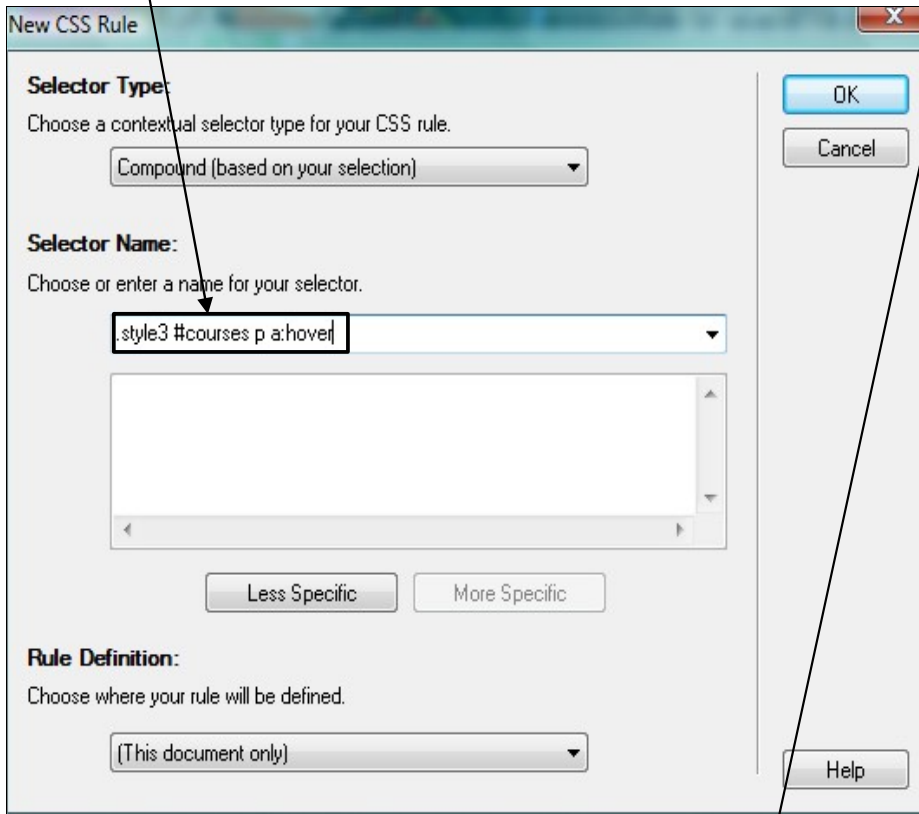 New CSS Rule
X
Selector Type:
OK
Choose a contextual selector type for your CSS rule.
Cancel
Compound (based on your selection)
Selector Name:
Choose or enter a name for your selector.
.style3 #courses p a:hover
Less Specific
More Specific
Rule Definition:
Choose where your rule will be defined.
(This document only)
Help